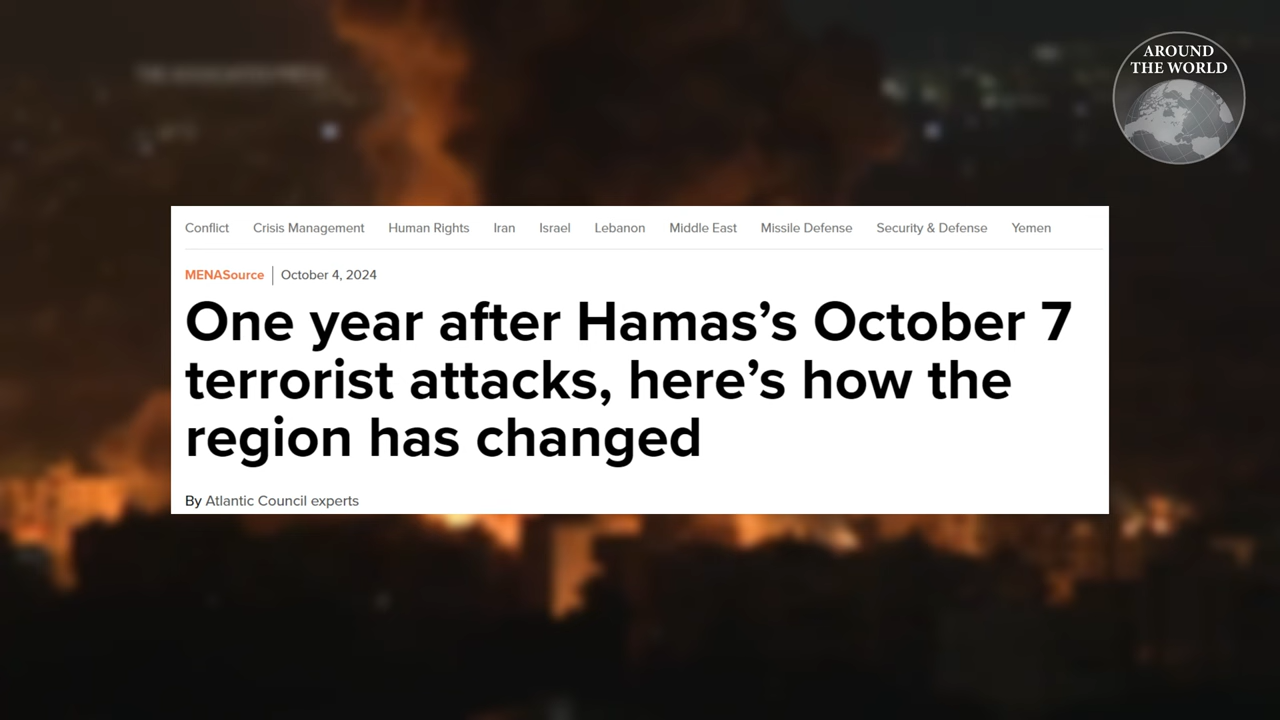 AROUND
THE WORLD
Conflict Crisis Management Human Rights Iran Israel Lebanon Middle East Missile Defense Security & Defense Yemen
MENASource | October 4, 2024
One year after Hamas’s October 7
terrorist attacks, here’s how the
region has changed
By Atlantic Council experts